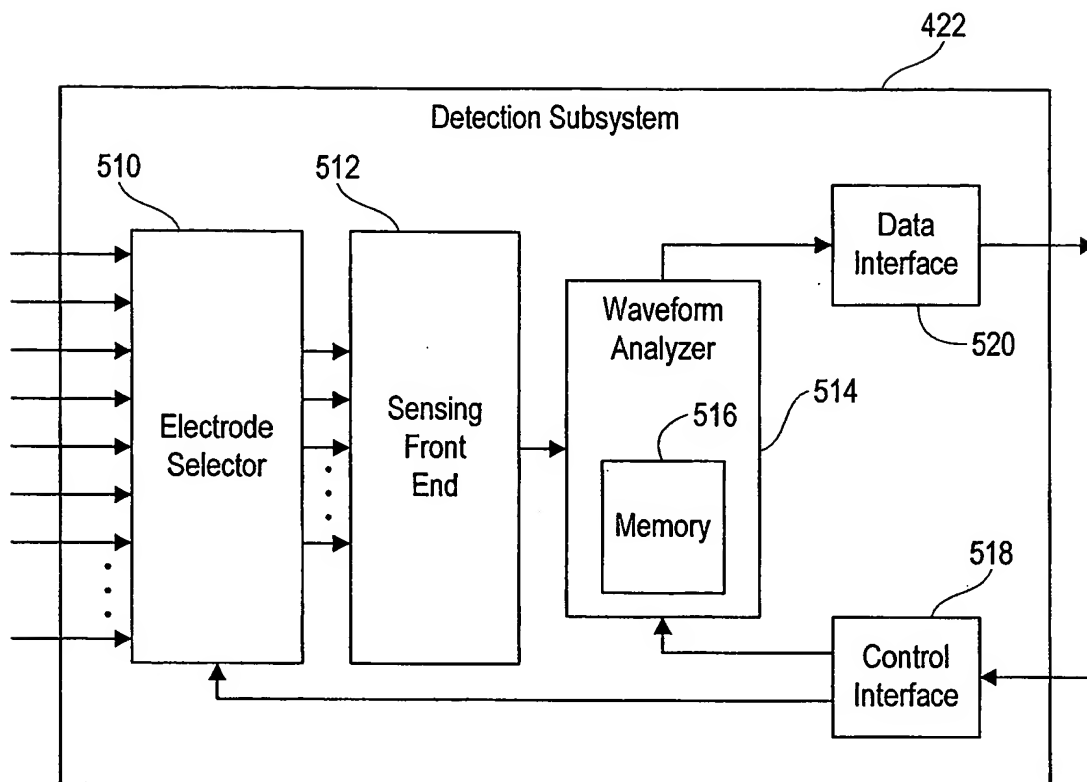 422
Detection Subsystem
510
512
Data
Interface
520
Waveform
Analyzer
514
516
Memory
Electrode
Selector
Sensing
Front
End
518
Control
Interface